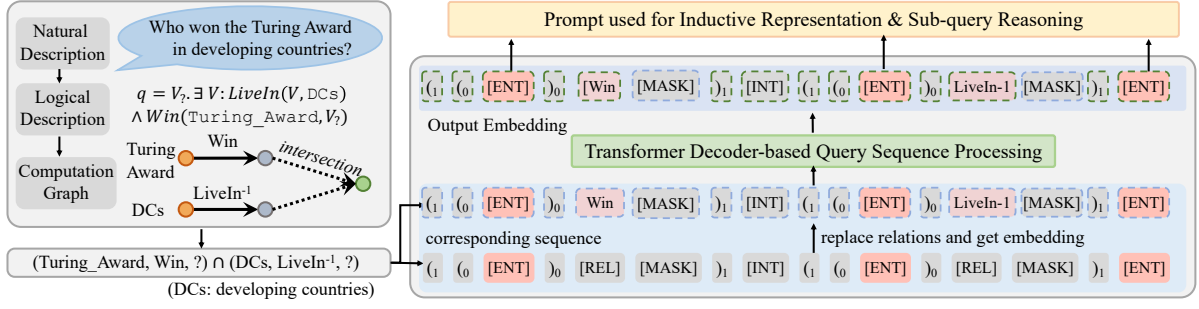 Natural
Description
Who won the Turing Award
in developing countries?
Logical
Description
q = V?.∃ V: LiveIn(V, DCs)
∧ Win(Turing_Award, V?)
Computation
Graph
Turing
Award
Win
intersection
DCs
LiveIn⁻¹
(Turing_Award, Win, ?) ∩ (DCs, LiveIn⁻¹, ?)
(DCs: developing countries)
Prompt used for Inductive Representation & Sub-query Reasoning
(₁ (₀ [ENT] )₀ [Win [MASK] )₁ [INT] (₁ (₀ [ENT] )₀ LiveIn-1 [MASK] )₁ [ENT]
Output Embedding
Transformer Decoder-based Query Sequence Processing
(₁ (₀ [ENT] )₀ Win [MASK] )₁ [INT] (₁ (₀ [ENT] )₀ LiveIn-1 [MASK] )₁ [ENT]
corresponding sequence
replace relations and get embedding
(₁ (₀ [ENT] )₀ [REL] [MASK] )₁ [INT] (₁ (₀ [ENT] )₀ [REL] [MASK] )₁ [ENT]